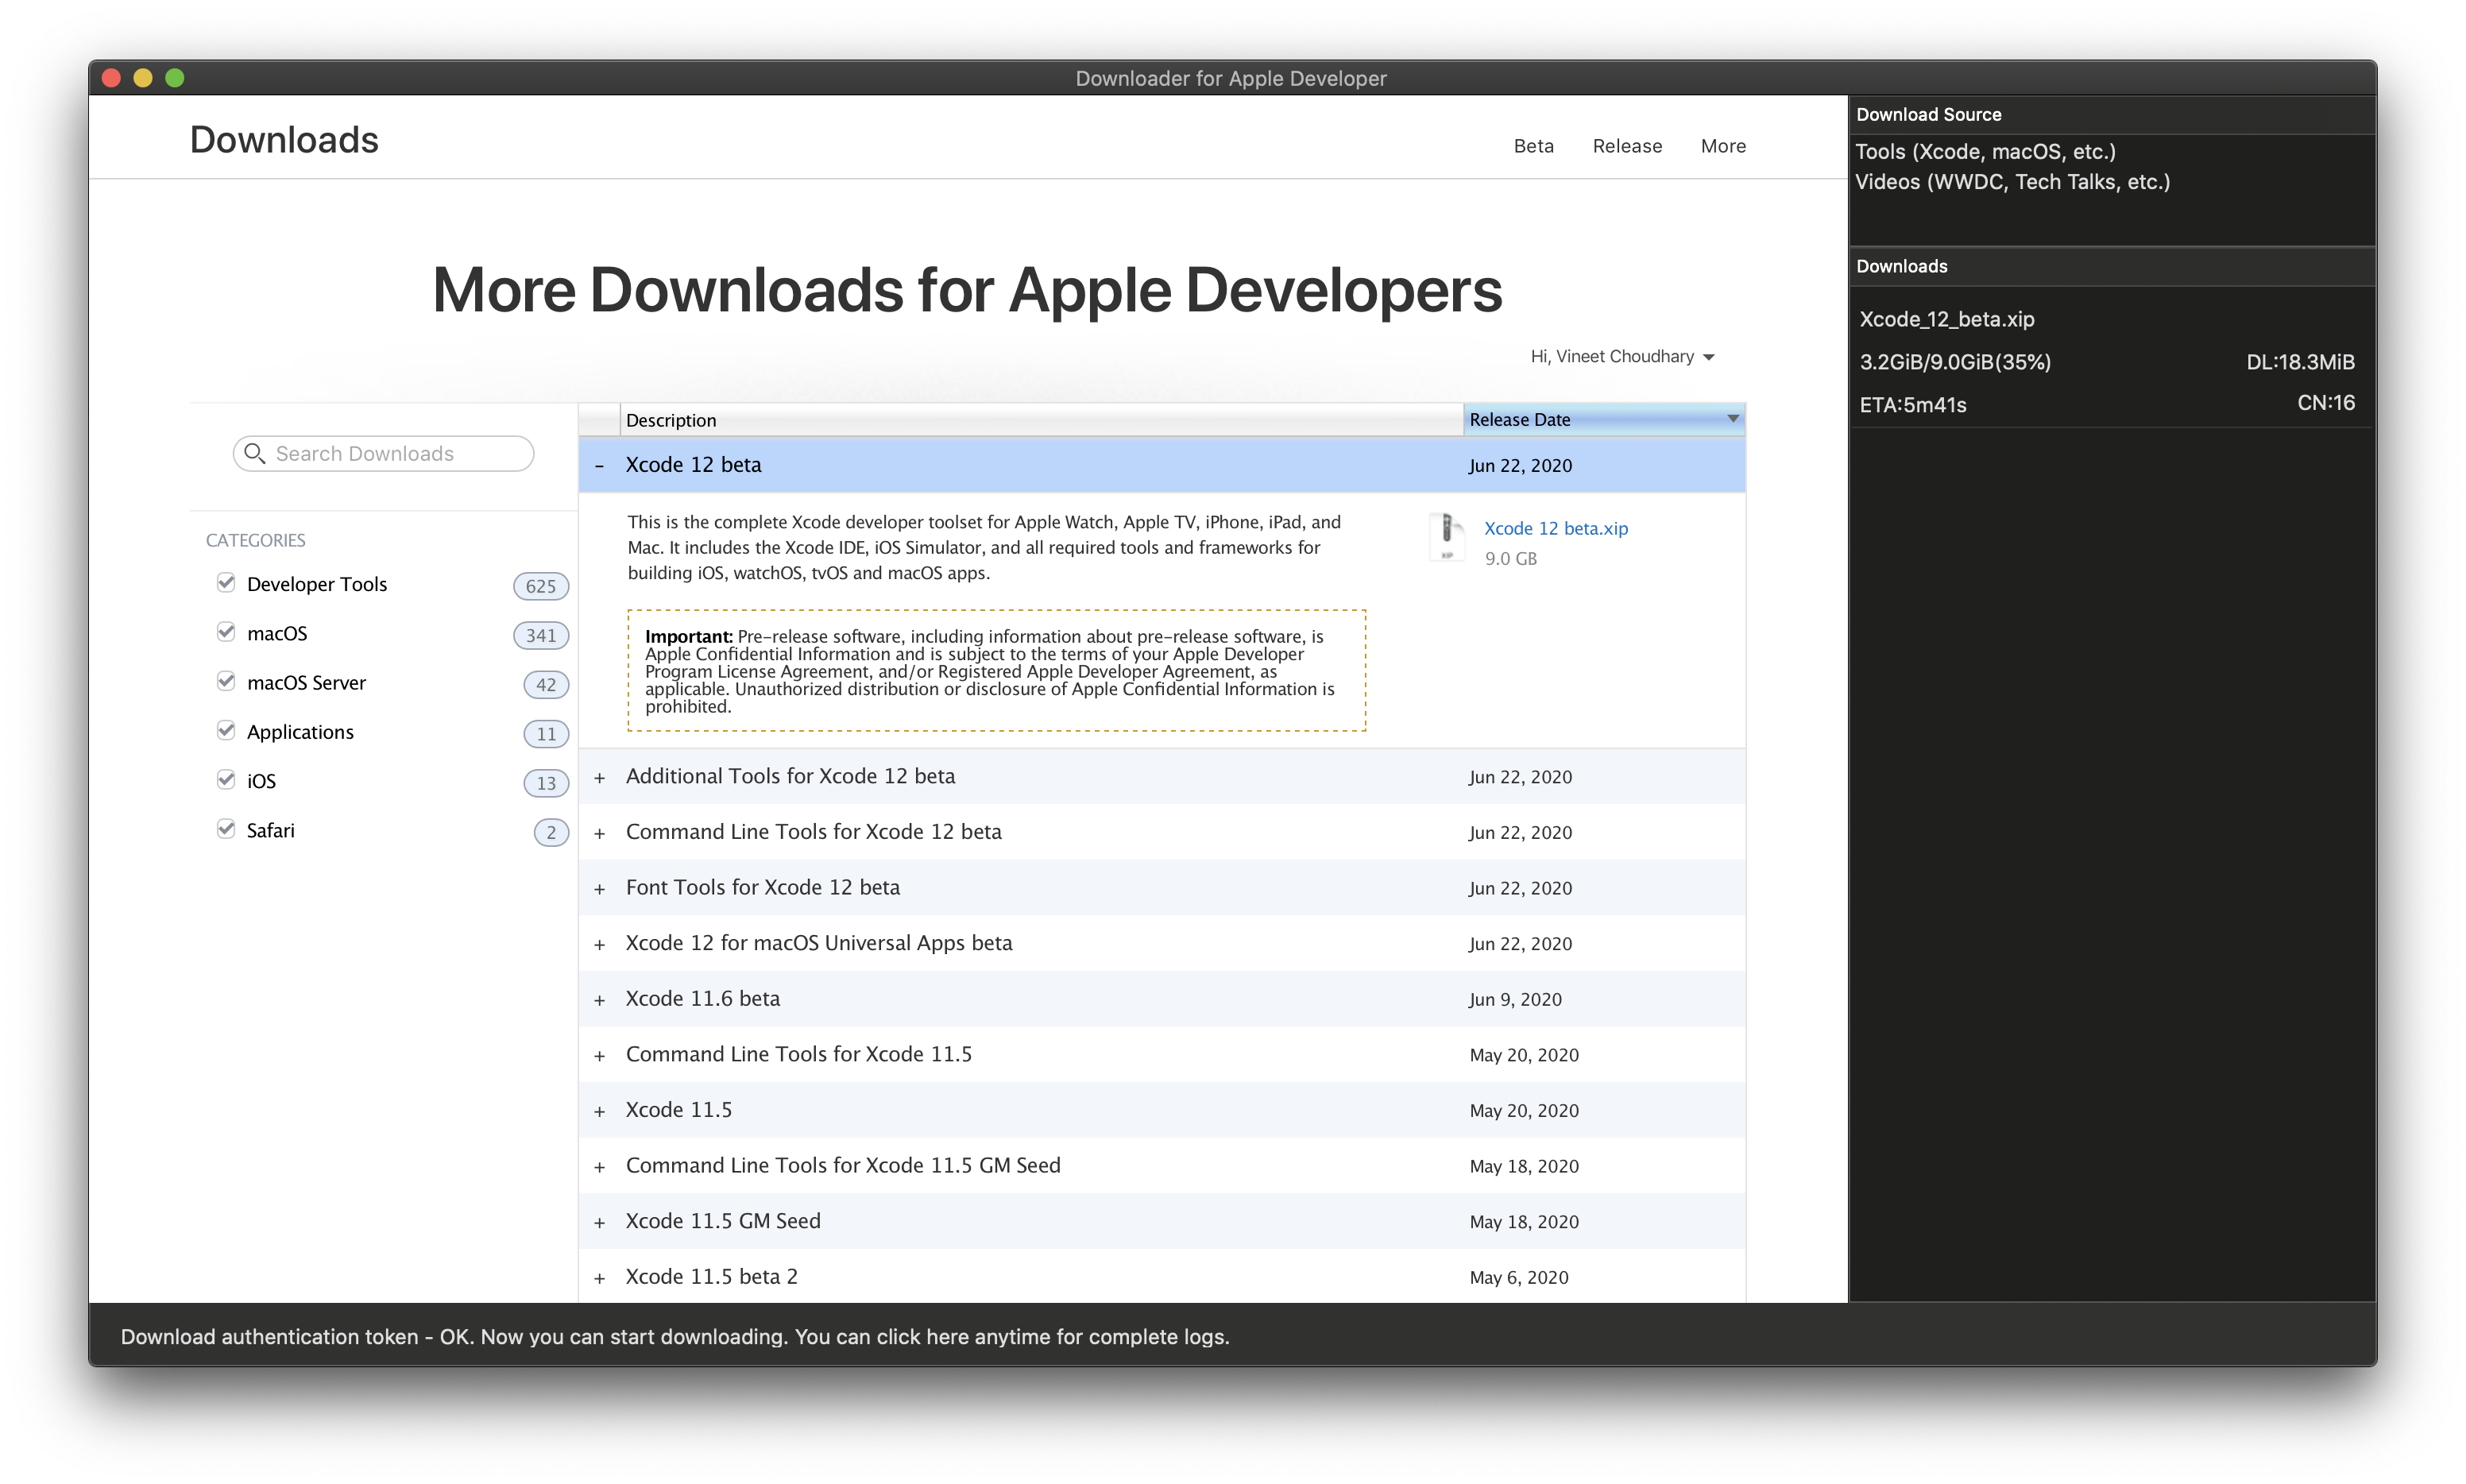 Downloader for Apple Developer
Downloads
Beta Release More
More Downloads for Apple Developers
Hi, Vineet Choudhary
Search Downloads
CATEGORIES
Developer Tools 625
macOS 341
macOS Server 42
Applications 11
iOS 13
Safari 2
Description Release Date
– Xcode 12 beta Jun 22, 2020
This is the complete Xcode developer toolset for Apple Watch, Apple TV, iPhone, iPad, and
Mac. It includes the Xcode IDE, iOS Simulator, and all required tools and frameworks for
building iOS, watchOS, tvOS and macOS apps.
XIP
Xcode 12 beta.xip
9.0 GB
Important: Pre-release software, including information about pre-release software, is
Apple Confidential Information and is subject to the terms of your Apple Developer
Program License Agreement, and/or Registered Apple Developer Agreement, as
applicable. Unauthorized distribution or disclosure of Apple Confidential Information is
prohibited.
+ Additional Tools for Xcode 12 beta Jun 22, 2020
+ Command Line Tools for Xcode 12 beta Jun 22, 2020
+ Font Tools for Xcode 12 beta Jun 22, 2020
+ Xcode 12 for macOS Universal Apps beta Jun 22, 2020
+ Xcode 11.6 beta Jun 9, 2020
+ Command Line Tools for Xcode 11.5 May 20, 2020
+ Xcode 11.5 May 20, 2020
+ Command Line Tools for Xcode 11.5 GM Seed May 18, 2020
+ Xcode 11.5 GM Seed May 18, 2020
+ Xcode 11.5 beta 2 May 6, 2020
Download Source
Tools (Xcode, macOS, etc.)
Videos (WWDC, Tech Talks, etc.)
Downloads
Xcode_12_beta.xip
3.2GiB/9.0GiB(35%) DL:18.3MiB
ETA:5m41s CN:16
Download authentication token - OK. Now you can start downloading. You can click here anytime for complete logs.